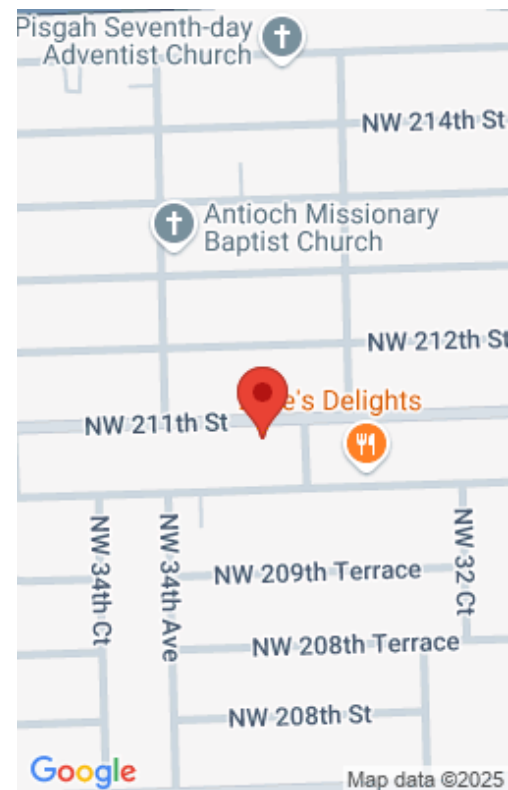 Pisgah Seventh-day
Adventist Church
NW 214th St
Antioch Missionary
Baptist Church
NW 212th St
e's Delights
NW 211th St
NW 34th Ct
NW 34th Ave
NW 32 Ct
NW 209th Terrace
NW 208th Terrace
NW 208th St
Google
Map data ©2025